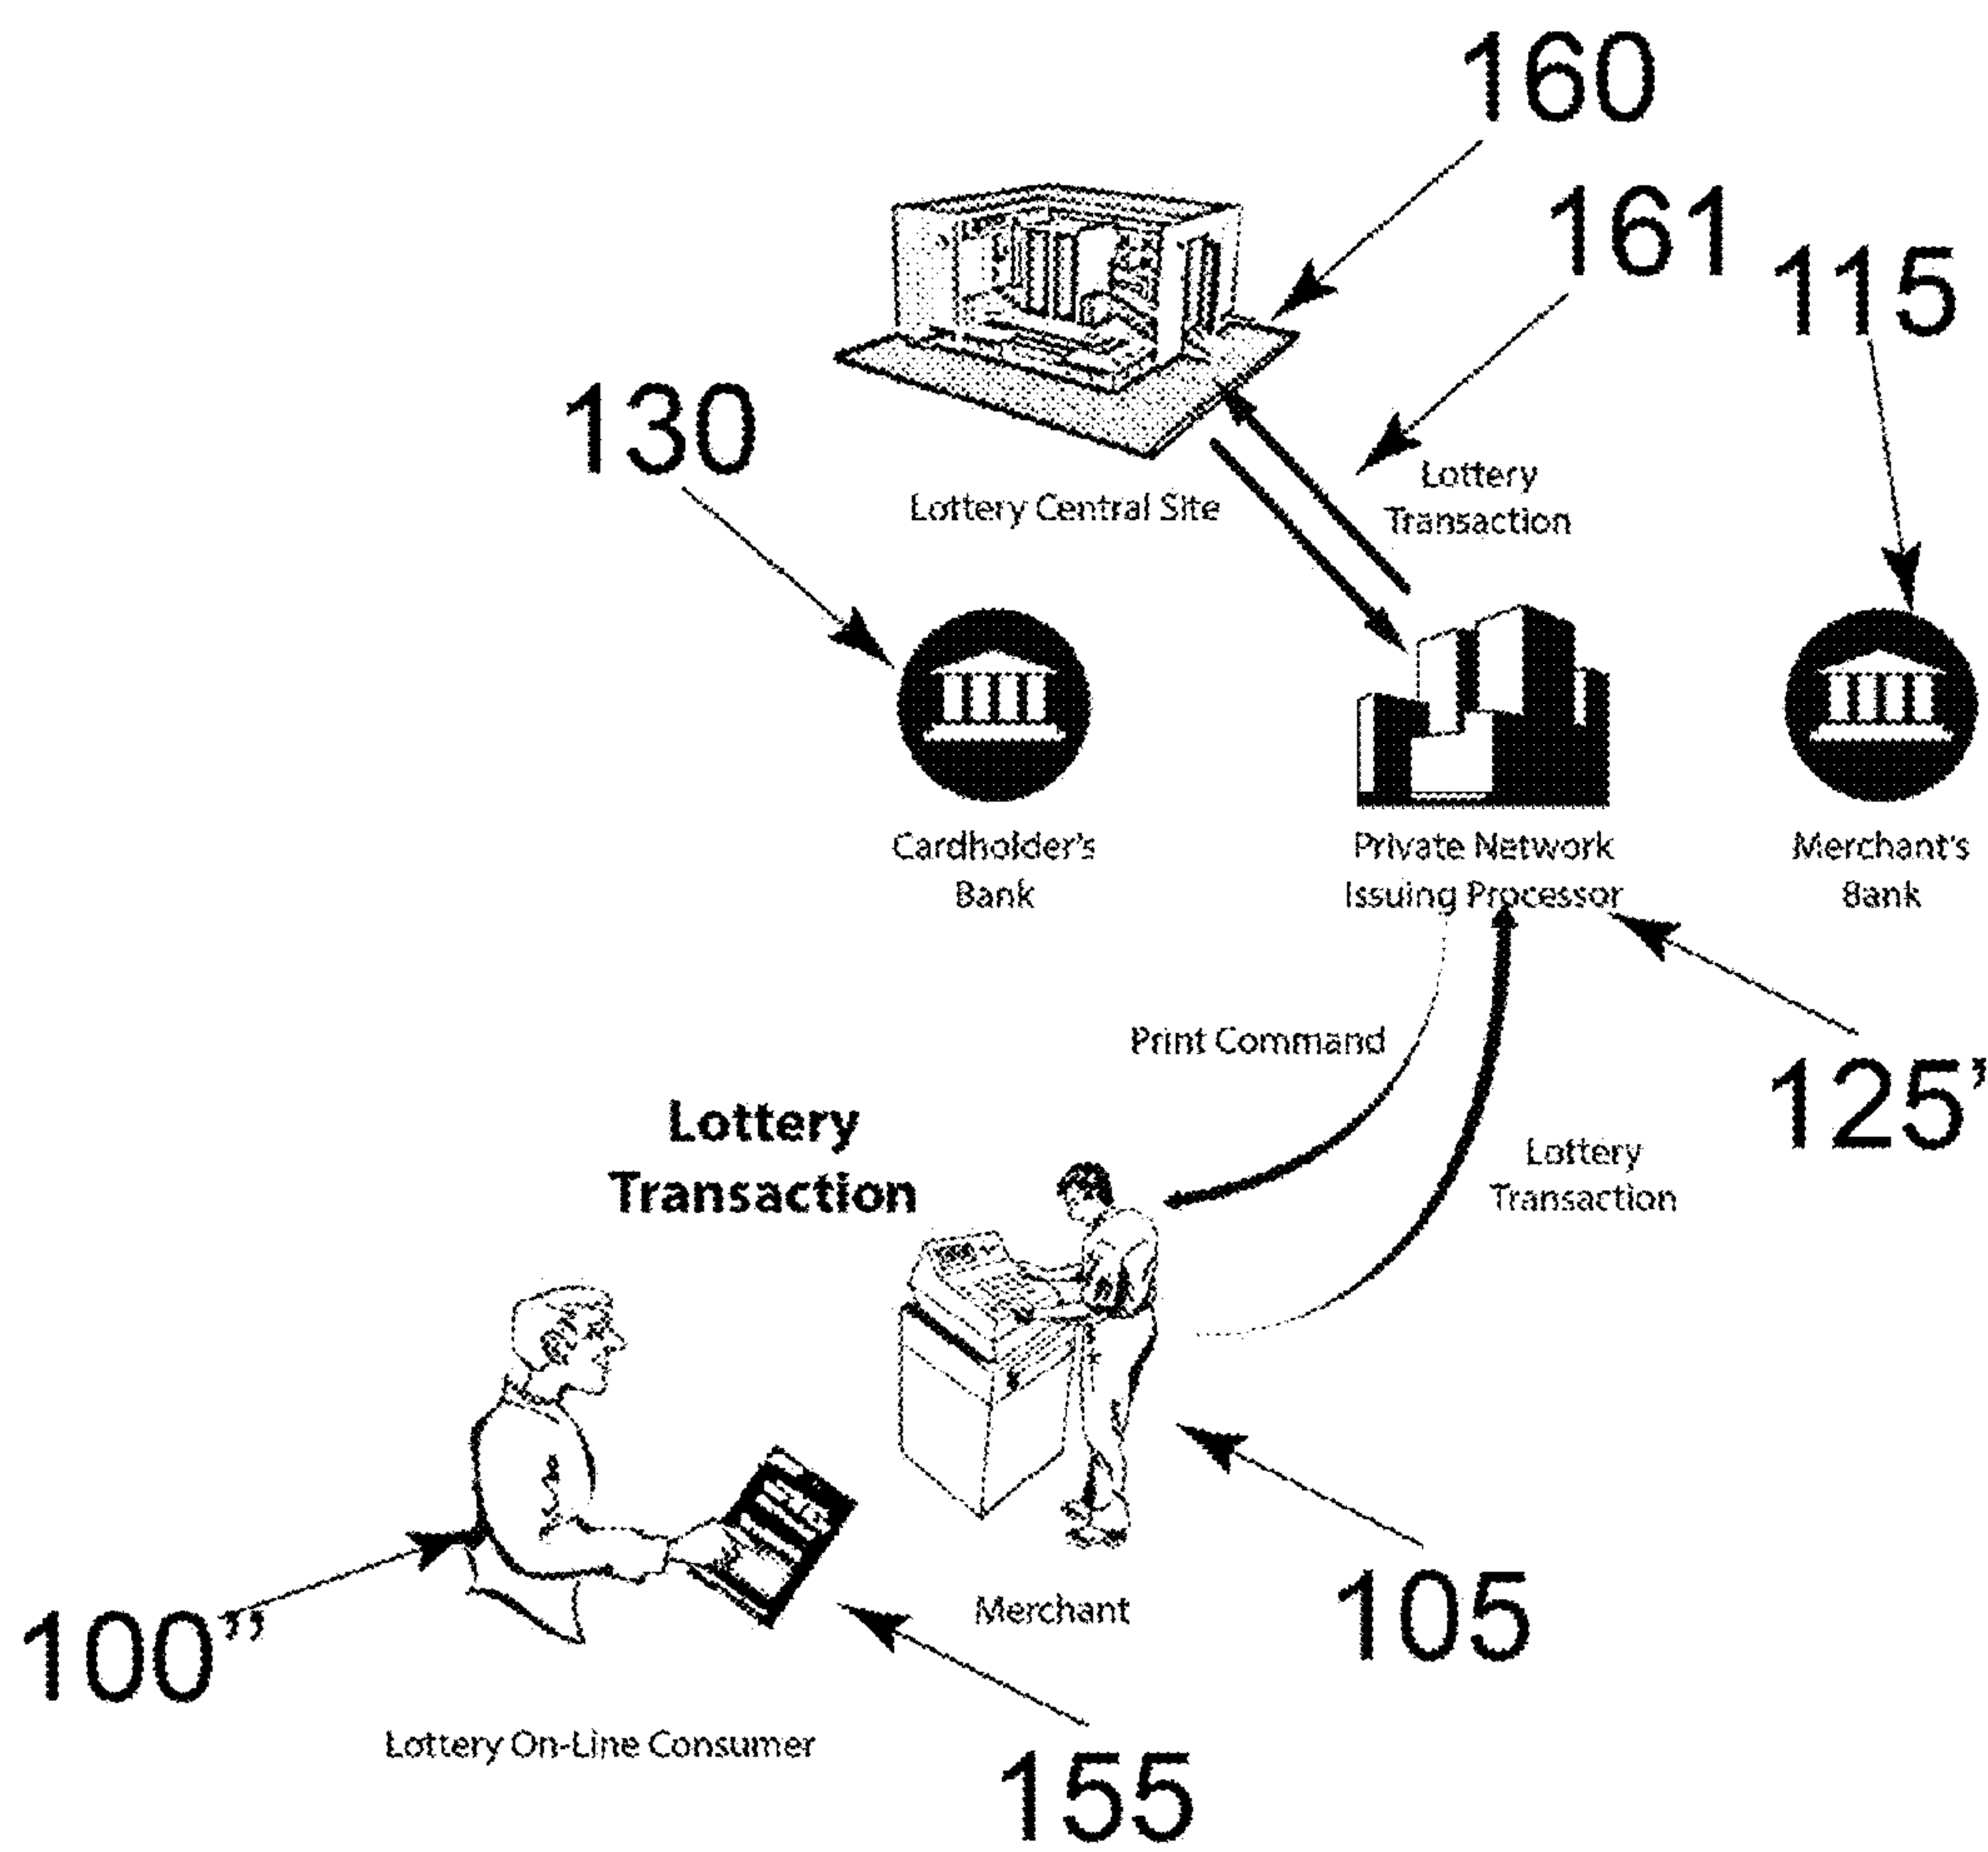 160
161
115
130
Lottery
Transaction
Lottery Central Site
Cardholder's
Bank
Private Network
Issuing Processor
Merchant's
Bank
Print Command
125'
Lottery
Transaction
Lottery
Transaction
Merchant
105
100''
Lottery On-Line Consumer
155